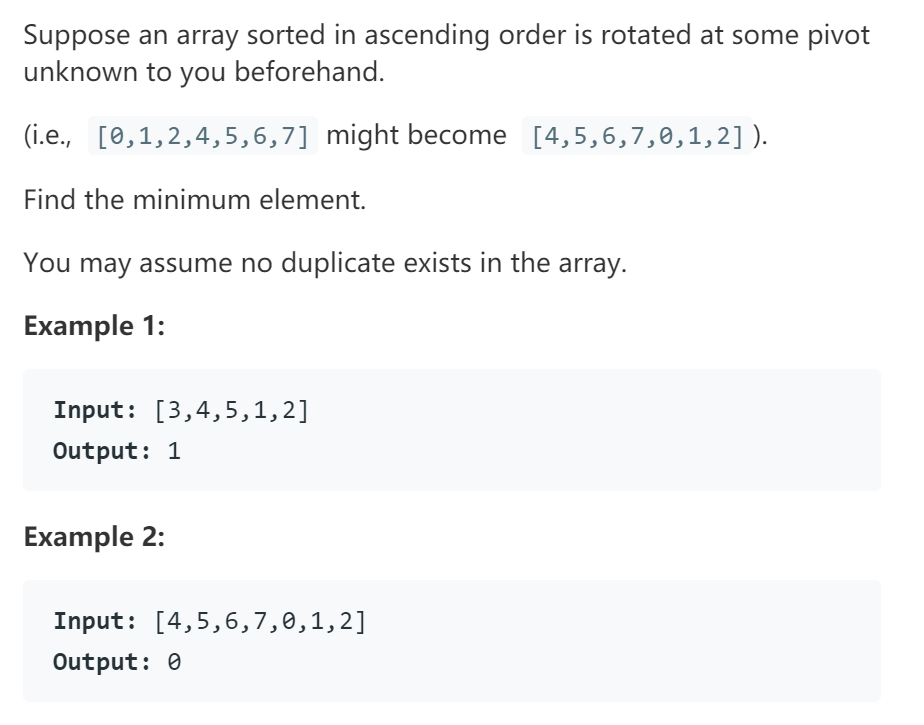 Suppose an array sorted in ascending order is rotated at some pivot
unknown to you beforehand.
(i.e., [0,1,2,4,5,6,7] might become [4,5,6,7,0,1,2]).
Find the minimum element.
You may assume no duplicate exists in the array.
Example 1:
Input: [3,4,5,1,2]
Output: 1
Example 2:
Input: [4,5,6,7,0,1,2]
Output: 0